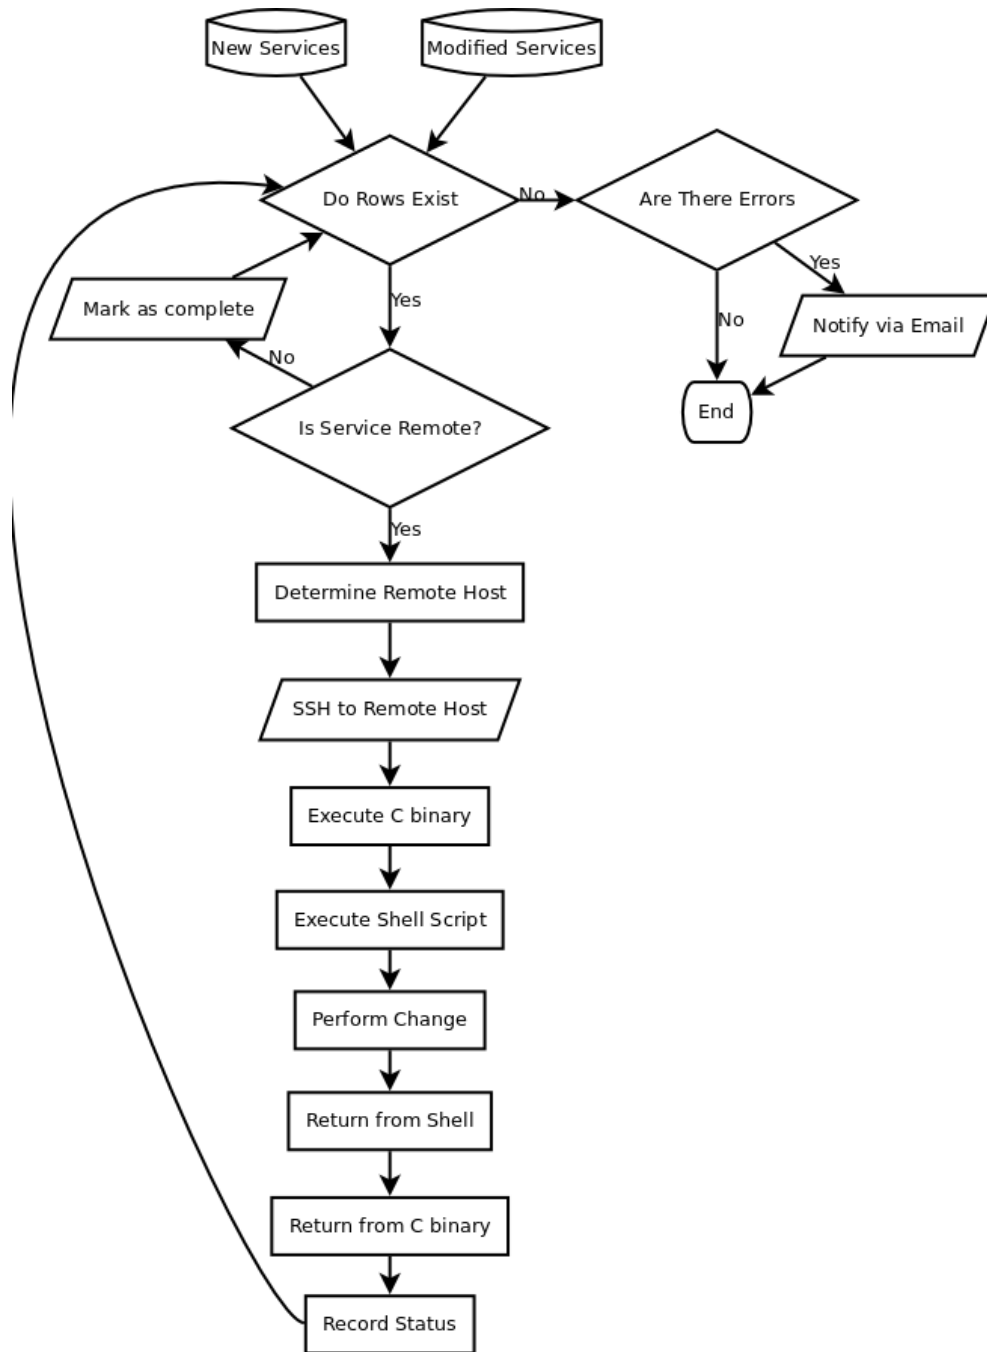 New Services
Modified Services
Do Rows Exist
No
Are There Errors
Yes
Yes
Mark as complete
No
Notify via Email
No
End
Is Service Remote?
Yes
Determine Remote Host
SSH to Remote Host
Execute C binary
Execute Shell Script
Perform Change
Return from Shell
Return from C binary
Record Status